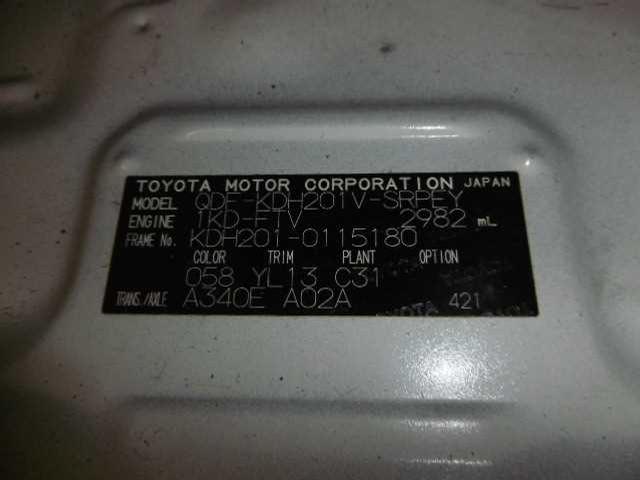 TOYOTA MOTOR CORPORATION JAPAN
MODEL QDF-KDH201V-SRPEY
ENGINE 1KD-FTV 2982 mL
FRAME No. KDH201-0115180
COLOR TRIM PLANT OPTION
058 YL13 C31
TRANS./AXLE A340E A02A 421
TOYOTA